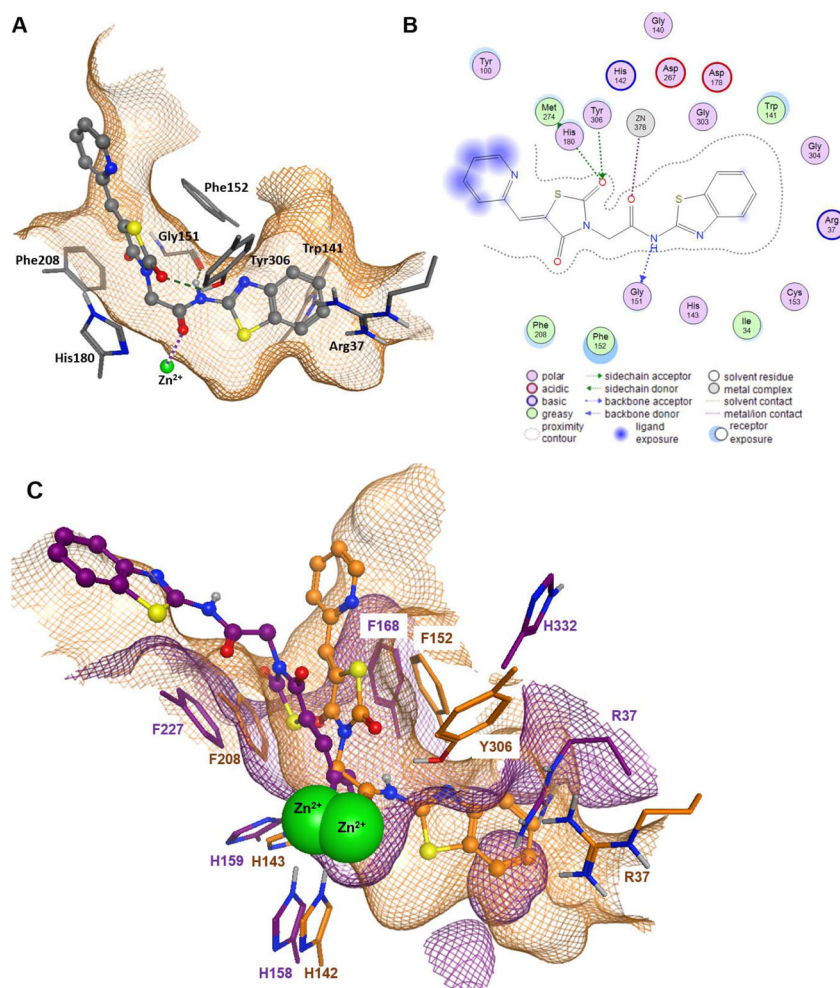 A
Phe152
Gly151
Phe208
Tyr306
Trp141
His180
Arg37
Zn2+
N
B
Gly
140
Tyr
100
His
142
Asp
267
Asp
178
Met
274
Tyr
306
ZN
378
Gly
303
Trp
141
His
180
Gly
304
Arg
37
N
S
O
O
N
O
O
N
H
S
N
Gly
151
His
143
Cys
153
Phe
208
Phe
152
Ile
34
polar
acidic
basic
greasy
proximity
contour
sidechain acceptor
sidechain donor
backbone acceptor
backbone donor
ligand
exposure
solvent residue
metal complex
solvent contact
metal/ion contact
receptor
exposure
C
F168
F152
H332
F227
F208
Y306
R37
Zn2+
Zn2+
H159
H143
R37
H158
H142